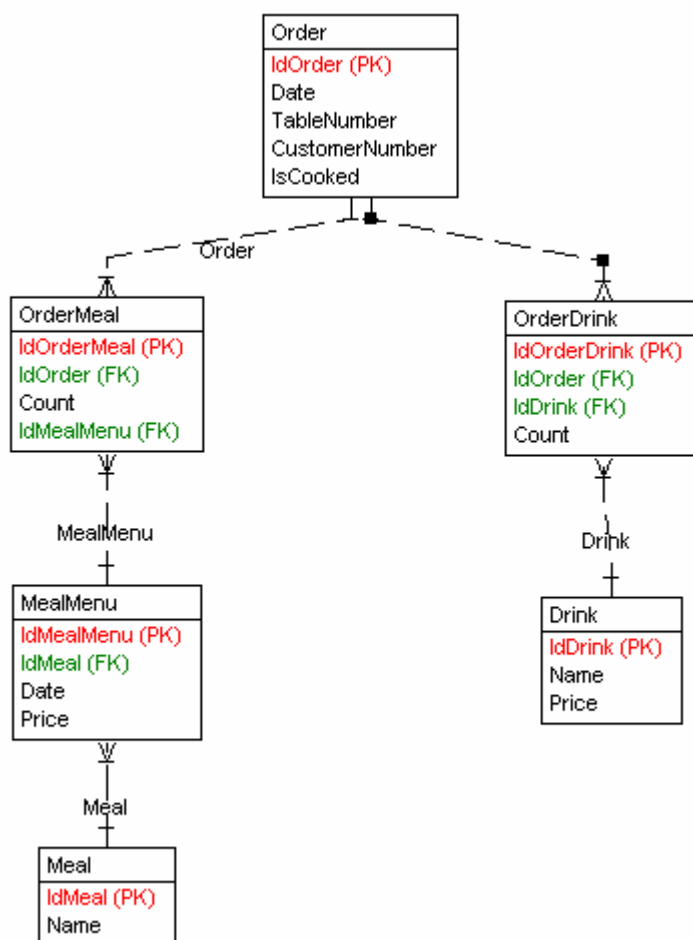 Order
IdOrder (PK)
Date
TableNumber
CustomerNumber
IsCooked
Order
OrderMeal
IdOrderMeal (PK)
IdOrder (FK)
Count
IdMealMenu (FK)
OrderDrink
IdOrderDrink (PK)
IdOrder (FK)
IdDrink (FK)
Count
MealMenu
Drink
MealMenu
IdMealMenu (PK)
IdMeal (FK)
Date
Price
Drink
IdDrink (PK)
Name
Price
Meal
Meal
IdMeal (PK)
Name